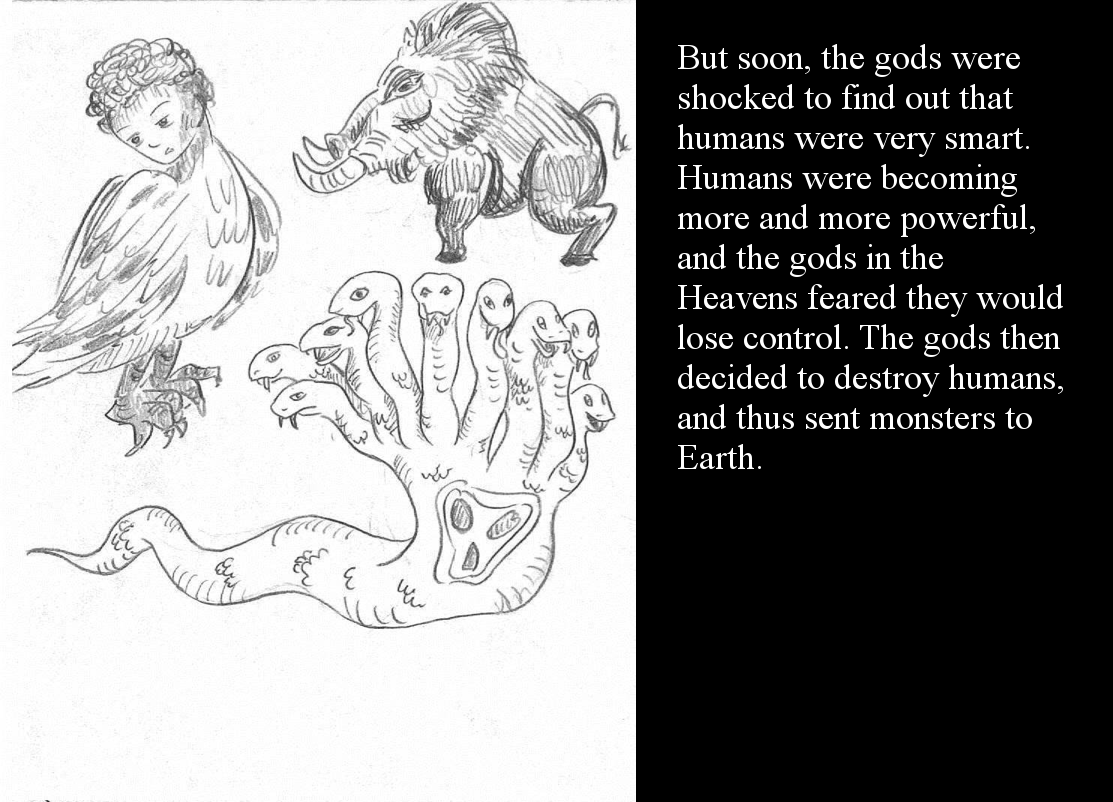 But soon, the gods were
shocked to find out that
humans were very smart.
Humans were becoming
more and more powerful,
and the gods in the
Heavens feared they would
lose control. The gods then
decided to destroy humans,
and thus sent monsters to
Earth.